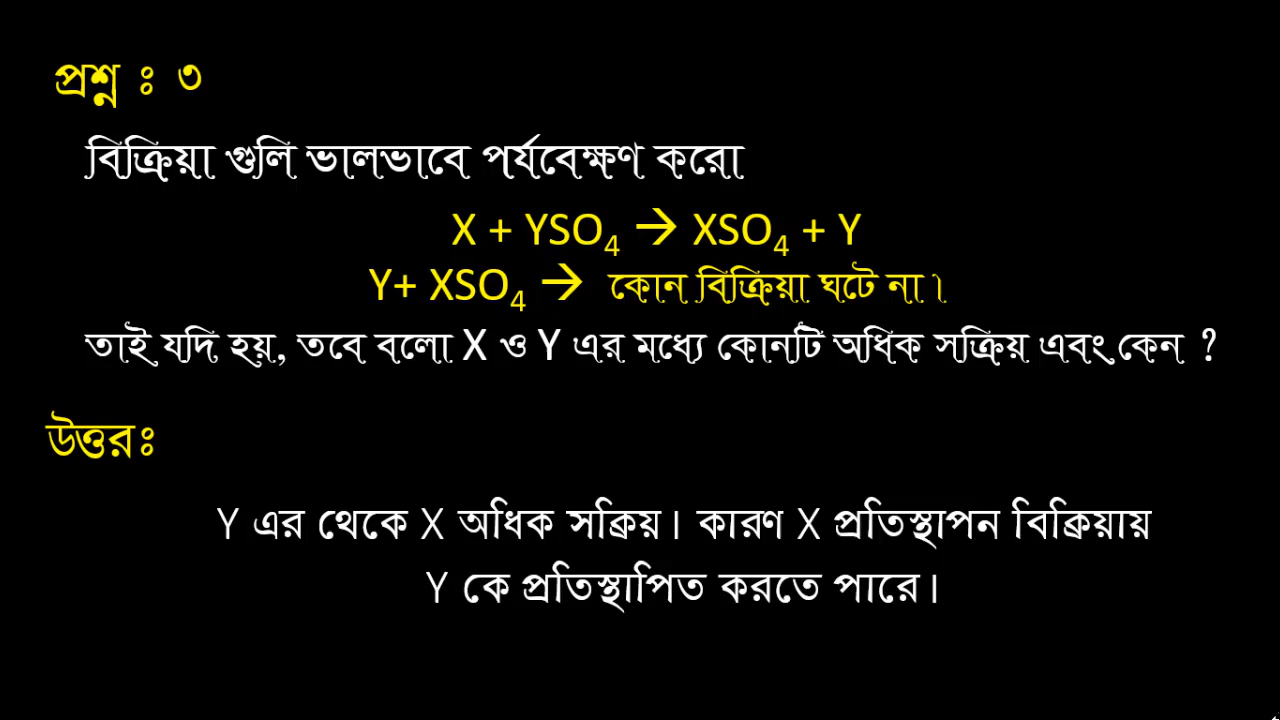 প্রশ্ন ঃ ৩
বিক্রিয়া গুলি ভালভাবে পর্যবেক্ষণ করো
X + YSO₄ → XSO₄ + Y
Y+ XSO₄ → কোন বিক্রিয়া ঘটে না।
তাই যদি হয়, তবে বলো X ও Y এর মধ্যে কোনটি অধিক সক্রিয় এবং কেন ?
উত্তরঃ
Y এর থেকে X অধিক সক্রিয়। কারণ X প্রতিস্থাপন বিক্রিয়ায়
Y কে প্রতিস্থাপিত করতে পারে।